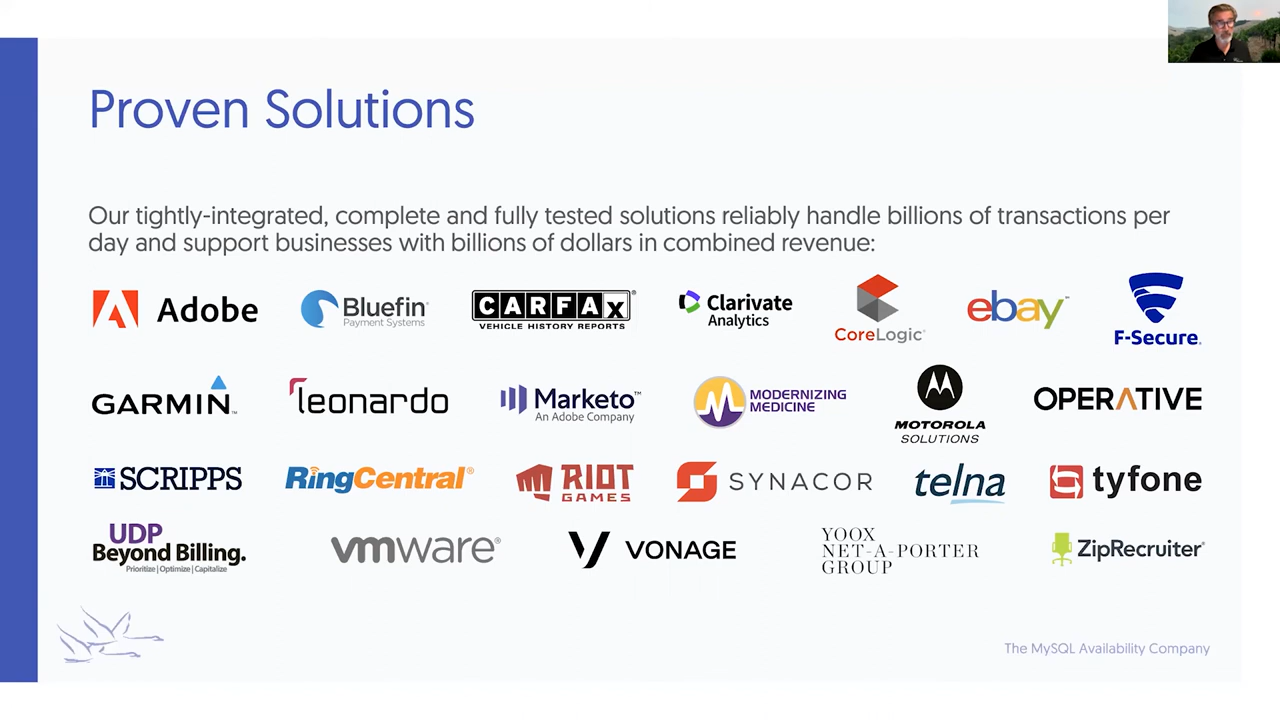 Proven Solutions
Our tightly-integrated, complete and fully tested solutions reliably handle billions of transactions per
day and support businesses with billions of dollars in combined revenue:
Adobe
Bluefin®
Payment Systems
CARFAX®
VEHICLE HISTORY REPORTS
Clarivate
Analytics
CoreLogic®
ebay™
F-Secure.
GARMIN™
leonardo
Marketo™
An Adobe Company
MODERNIZING
MEDICINE
MOTOROLA
SOLUTIONS
OPERATIVE
SCRIPPS
RingCentral®
RIOT
GAMES
SYNACOR
telna
tyfone
UDP
Beyond Billing.
Prioritize | Optimize | Capitalize
vmware®
VONAGE
YOOX
NET-A-PORTER
GROUP
ZipRecruiter®
The MySQL Availability Company